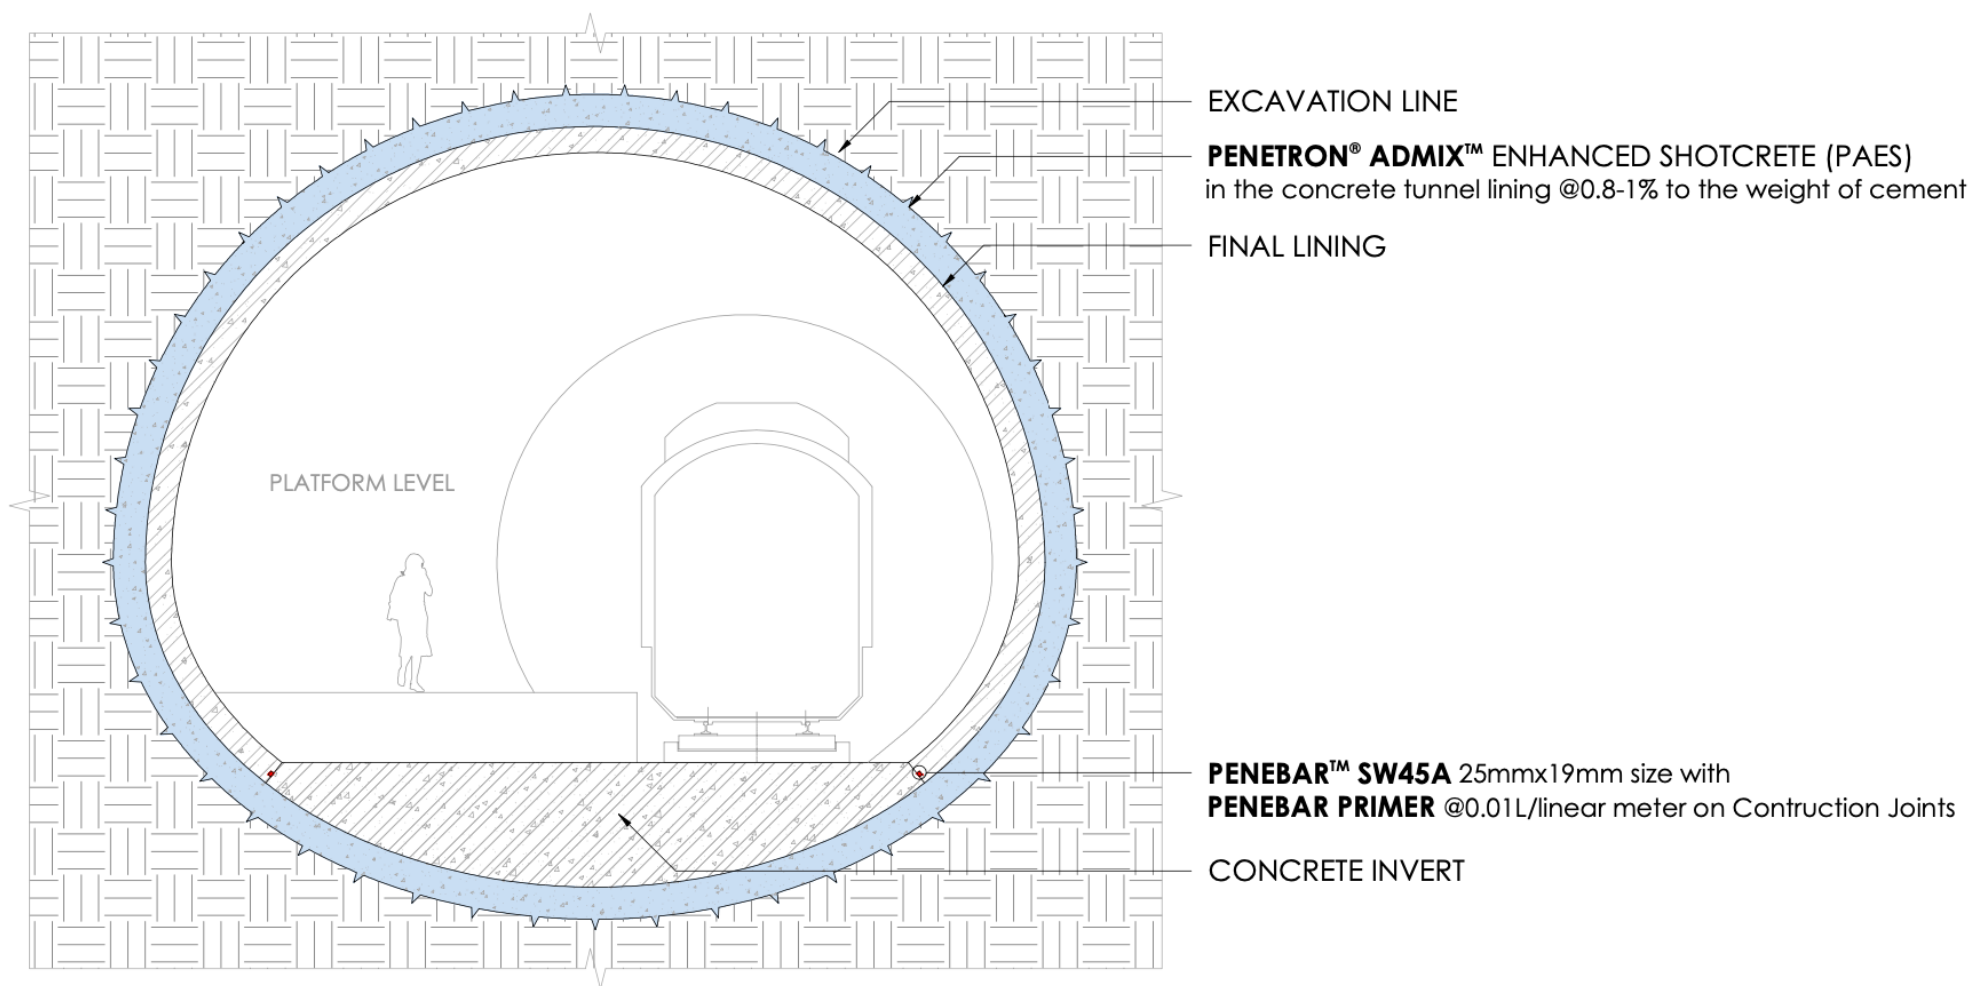 EXCAVATION LINE
PENETRON® ADMIX™ ENHANCED SHOTCRETE (PAES)
in the concrete tunnel lining @0.8-1% to the weight of cement
FINAL LINING
PLATFORM LEVEL
PENEBAR™ SW45A 25mmx19mm size with
PENEBAR PRIMER @0.01L/linear meter on Contruction Joints
CONCRETE INVERT